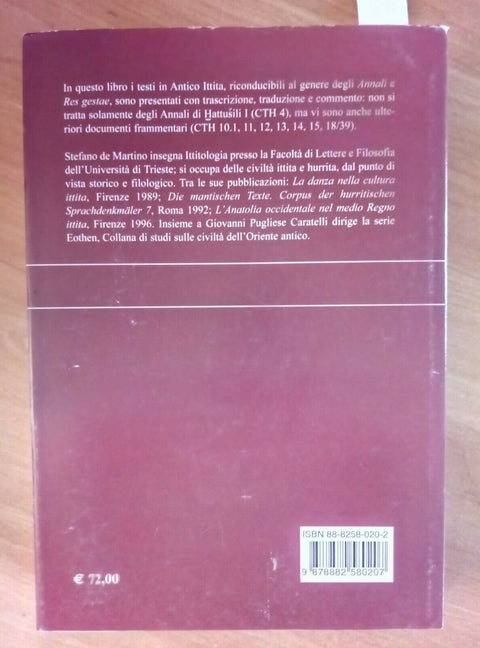 In questo libro i testi in Antico Ittita, riconducibili al genere degli Annali e
Res gestae, sono presentati con trascrizione, traduzione e commento: non si
tratta solamente degli Annali di Ḫattušili I (CTH 4), ma vi sono anche ulte-
riori documenti frammentari (CTH 10.1, 11, 12, 13, 14, 15, 18/39).
Stefano de Martino insegna Ittitologia presso la Facoltà di Lettere e Filosofia
dell'Università di Trieste; si occupa delle civiltà ittita e hurrita, dal punto di
vista storico e filologico. Tra le sue pubblicazioni: La danza nella cultura
ittita, Firenze 1989; Die mantischen Texte. Corpus der hurritischen
Sprachdenkmäler 7, Roma 1992; L'Anatolia occidentale nel medio Regno
ittita, Firenze 1996. Insieme a Giovanni Pugliese Caratelli dirige la serie
Eothen, Collana di studi sulle civiltà dell'Oriente antico.
ISBN 88-8258-020-2
9 788882 580207
€ 72,00